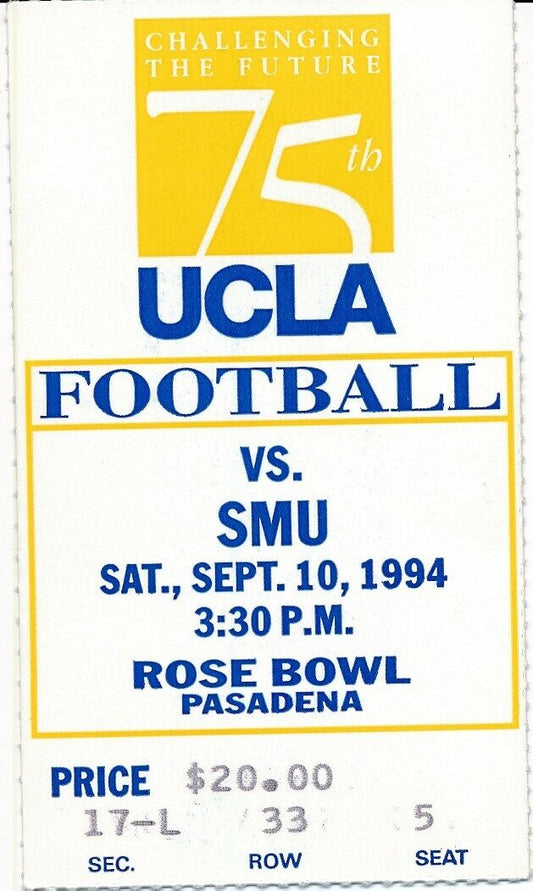 CHALLENGING
THE FUTURE
75th
UCLA
FOOTBALL
VS.
SMU
SAT., SEPT. 10, 1994
3:30 P.M.
ROSE BOWL
PASADENA
PRICE $20.00
17-L 33 5
SEC. ROW SEAT